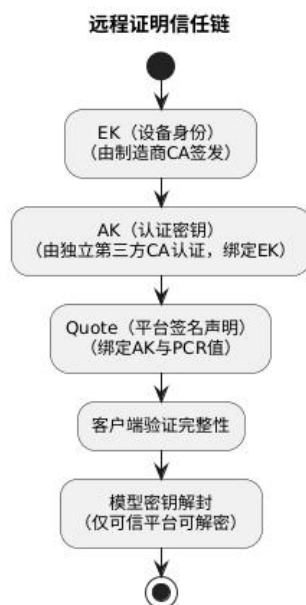 远程证明信任链
EK（设备身份）
（由制造商CA签发）
AK（认证密钥）
（由独立第三方CA认证，绑定EK）
Quote（平台签名声明）
（绑定AK与PCR值）
客户端验证完整性
模型密钥解封
（仅可信平台可解密）